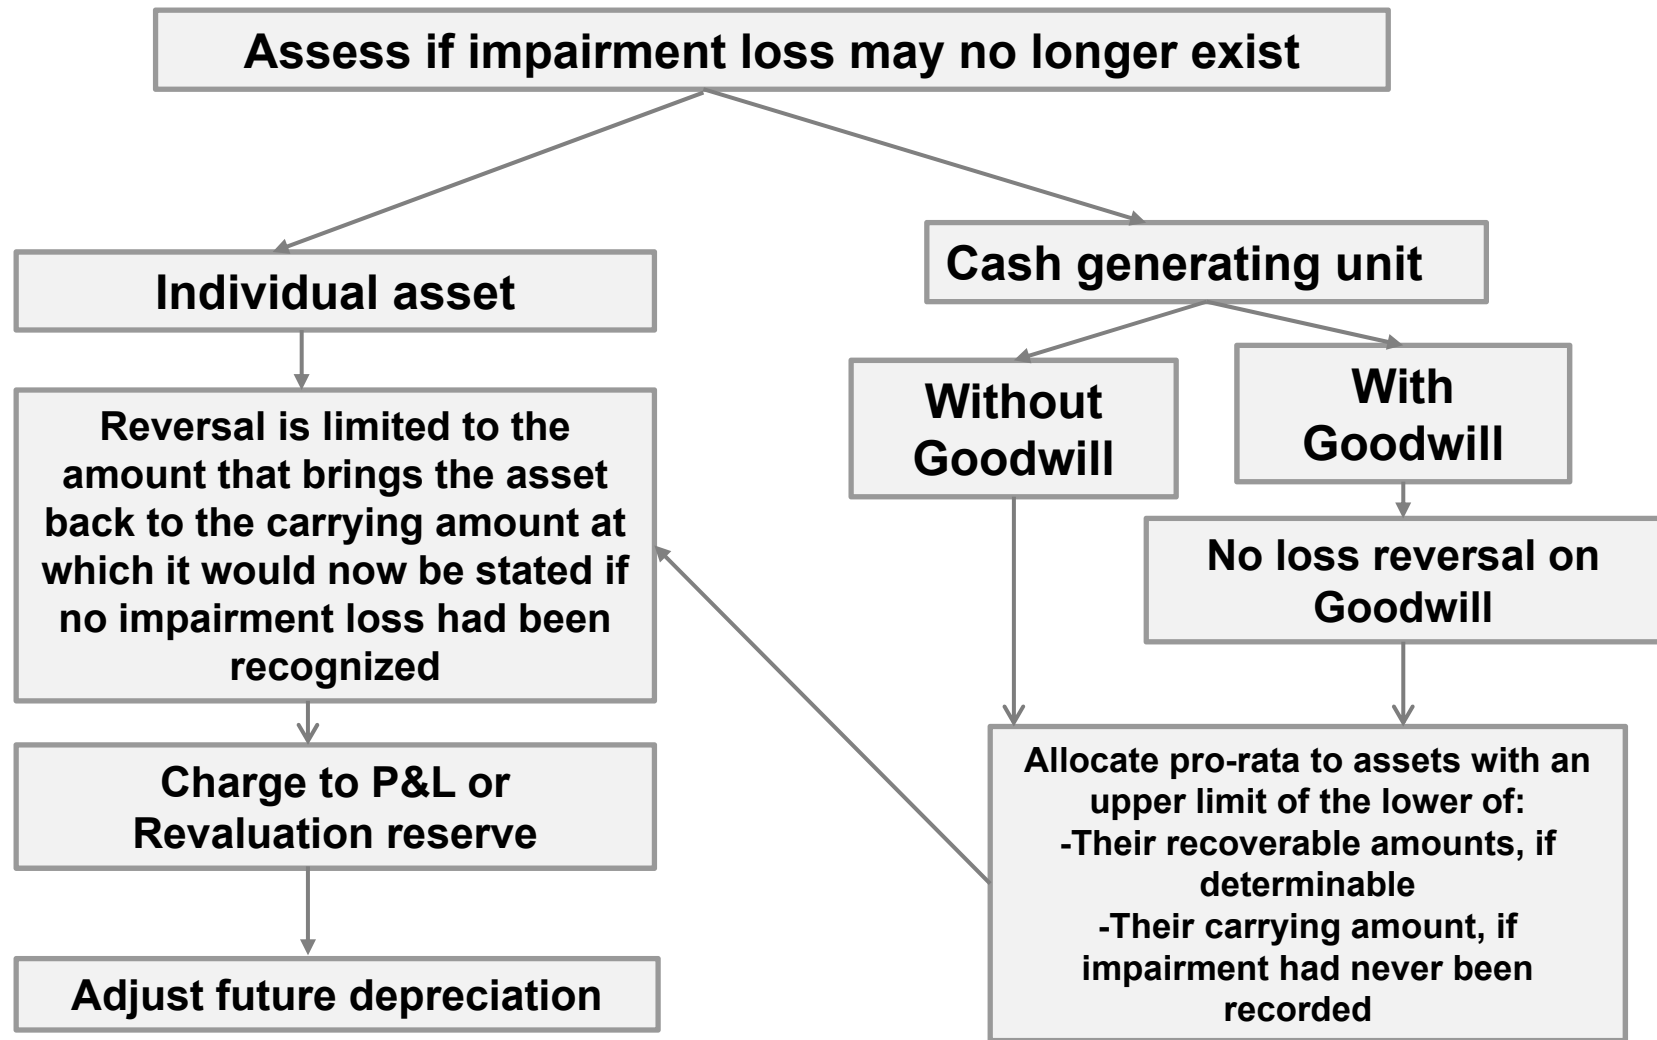 Assess if impairment loss may no longer exist
Individual asset
Reversal is limited to the
amount that brings the asset
back to the carrying amount at
which it would now be stated if
no impairment loss had been
recognized
Charge to P&L or
Revaluation reserve
Adjust future depreciation
Cash generating unit
Without
Goodwill
With
Goodwill
No loss reversal on
Goodwill
Allocate pro-rata to assets with an
upper limit of the lower of:
-Their recoverable amounts, if
determinable
-Their carrying amount, if
impairment had never been
recorded